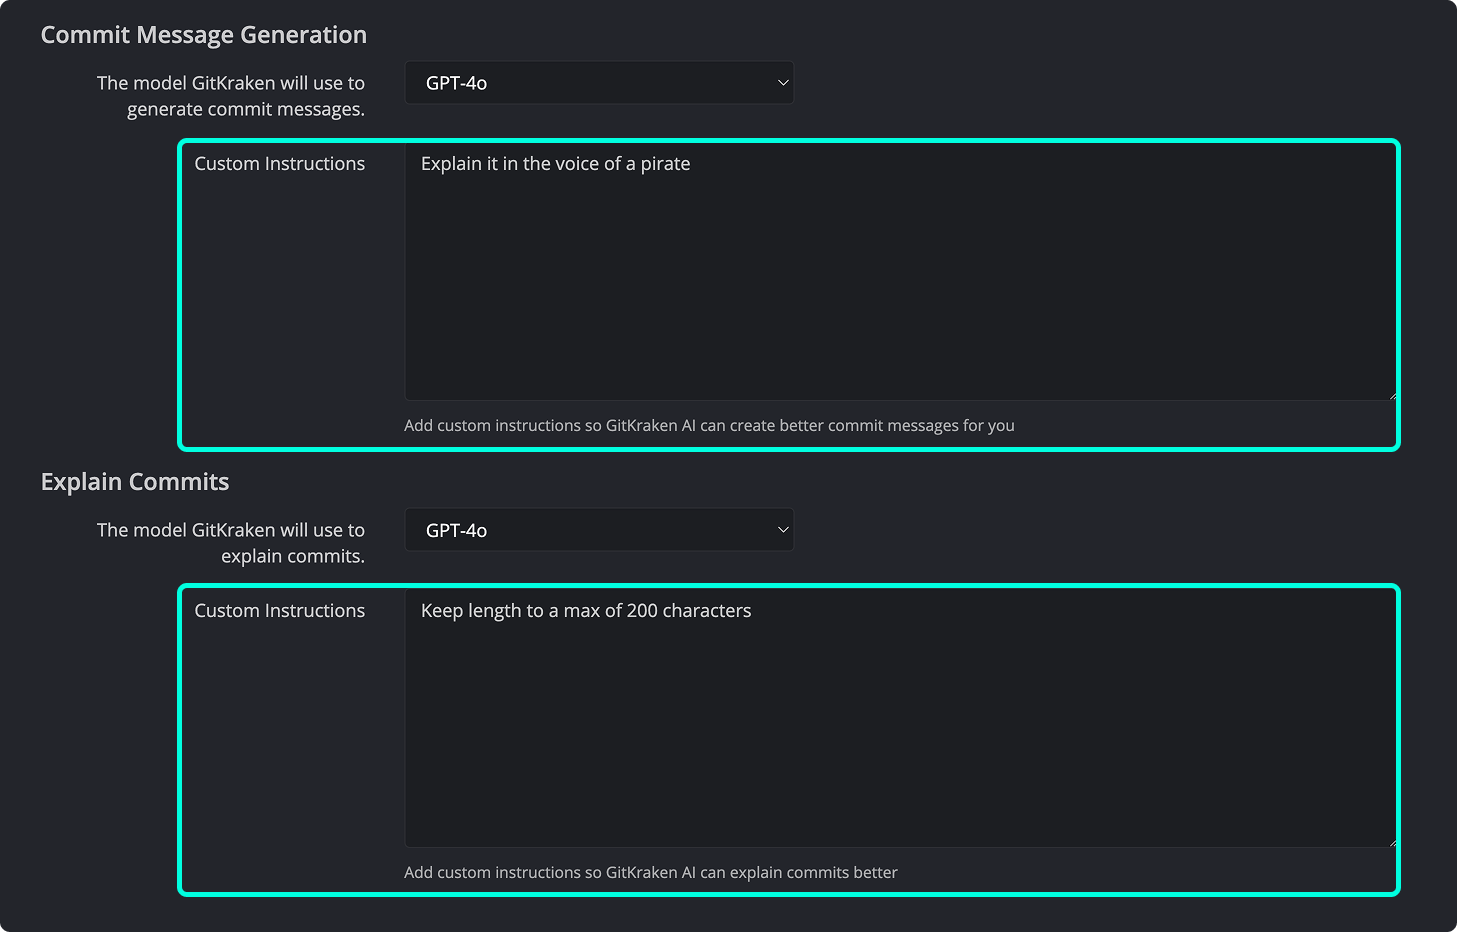 Commit Message Generation
The model GitKraken will use to
generate commit messages.
GPT-4o
Custom Instructions
Explain it in the voice of a pirate
Add custom instructions so GitKraken AI can create better commit messages for you
Explain Commits
The model GitKraken will use to
explain commits.
GPT-4o
Custom Instructions
Keep length to a max of 200 characters
Add custom instructions so GitKraken AI can explain commits better